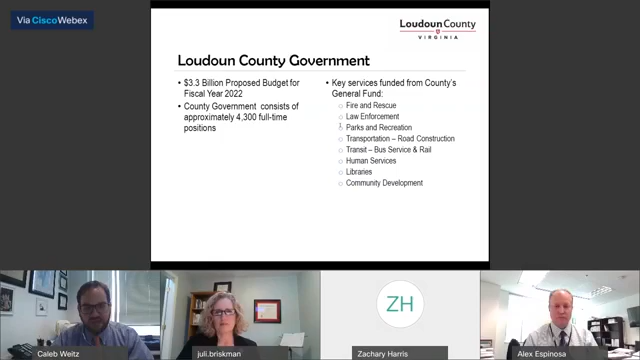 Via Cisco Webex
Loudoun County
VIRGINIA
Loudoun County Government
• $3.3 Billion Proposed Budget for
Fiscal Year 2022
• County Government consists of
approximately 4,300 full-time
positions
• Key services funded from County's
General Fund:
○ Fire and Rescue
○ Law Enforcement
○ Parks and Recreation
○ Transportation – Road Construction
○ Transit – Bus Service & Rail
○ Human Services
○ Libraries
○ Community Development
ZH
Caleb Weitz
juli.briskman
Zachary Harris
Alex Espinosa